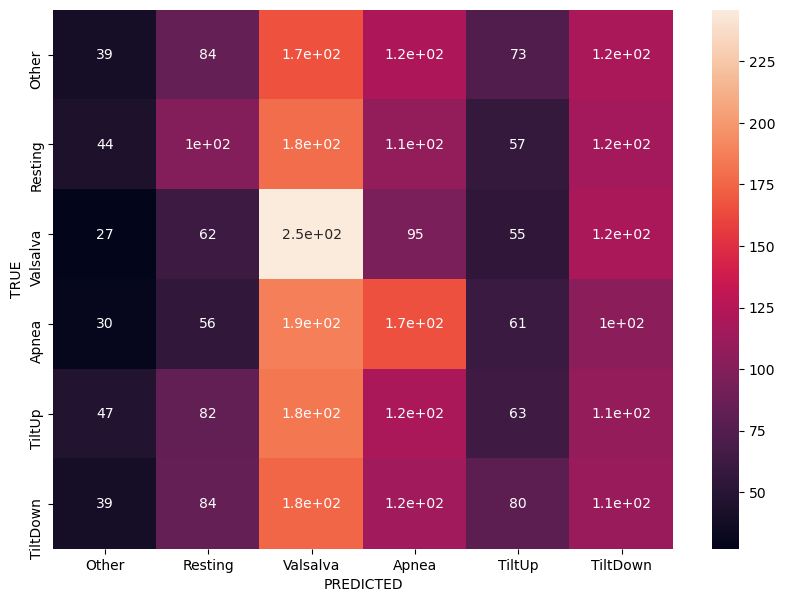 Other 39 84 1.7e+02 1.2e+02 73 1.2e+02
Resting 44 1e+02 1.8e+02 1.1e+02 57 1.2e+02
Valsalva 27 62 2.5e+02 95 55 1.2e+02
Apnea 30 56 1.9e+02 1.7e+02 61 1e+02
TiltUp 47 82 1.8e+02 1.2e+02 63 1.1e+02
TiltDown 39 84 1.8e+02 1.2e+02 80 1.1e+02
TRUE
Other Resting Valsalva Apnea TiltUp TiltDown
PREDICTED
225
200
175
150
125
100
75
50